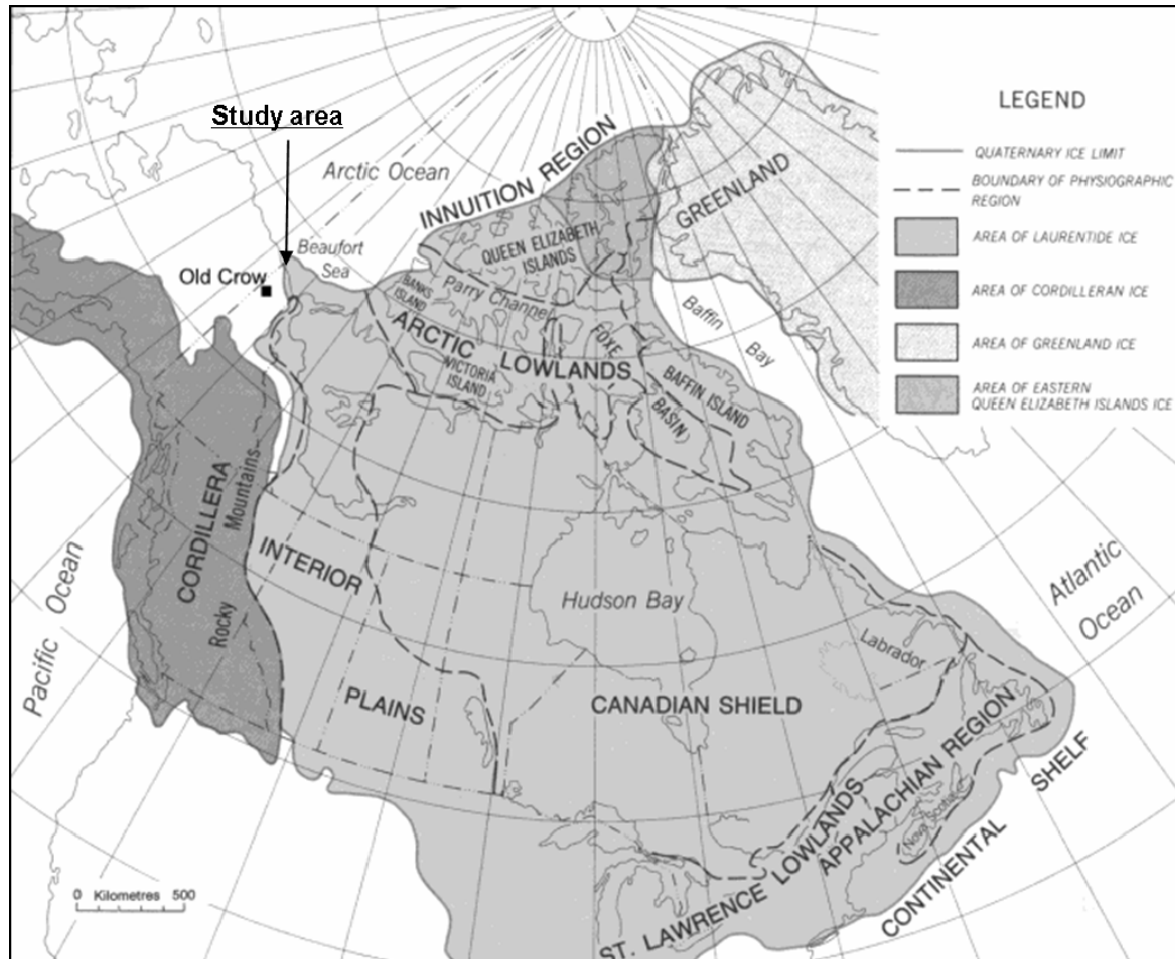 Study area
Arctic Ocean
INNUITION REGION
GREENLAND
Beaufort
Sea
Old Crow
QUEEN ELIZABETH
ISLANDS
Parry Channel
BANKS
ISLAND
ARCTIC LOWLANDS
VICTORIA
ISLAND
FOXE
BASIN
BAFFIN ISLAND
Baffin
Bay
LEGEND
QUATERNARY ICE LIMIT
BOUNDARY OF PHYSIOGRAPHIC
REGION
AREA OF LAURENTIDE ICE
AREA OF CORDILLERAN ICE
AREA OF GREENLAND ICE
AREA OF EASTERN
QUEEN ELIZABETH ISLANDS ICE
Pacific Ocean
CORDILLERA
Rocky Mountains
INTERIOR
PLAINS
Hudson Bay
CANADIAN SHIELD
Labrador
Atlantic
Ocean
ST. LAWRENCE LOWLANDS
APPALACHIAN REGION
Nova Scotia
CONTINENTAL SHELF
0 Kilometres 500